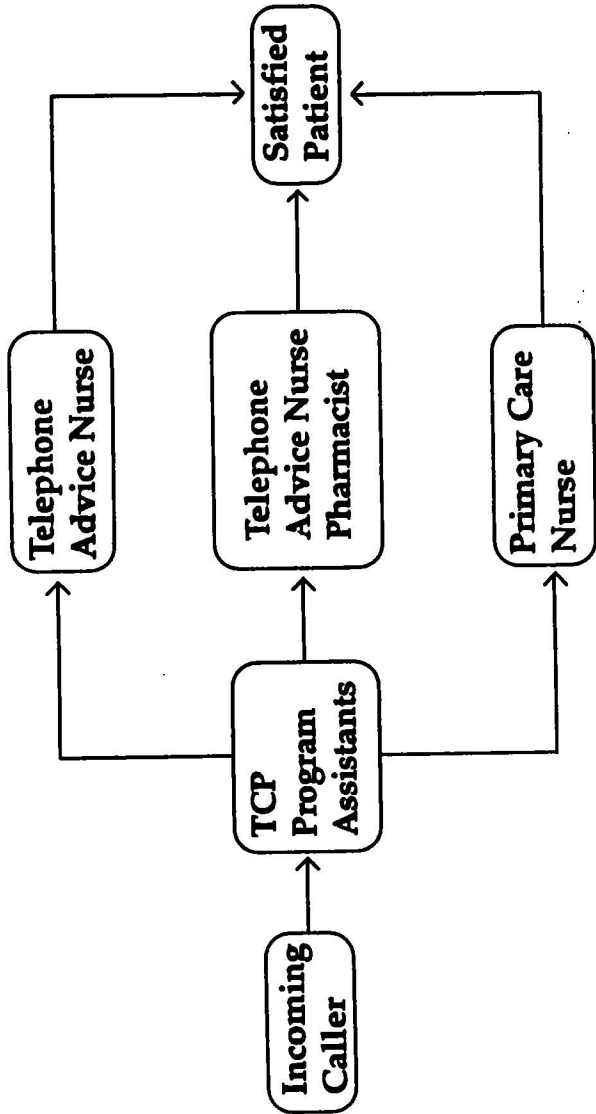 Incoming
Caller
TCP
Program
Assistants
Telephone
Advice Nurse
Telephone
Advice Nurse
Pharmacist
Primary Care
Nurse
Satisfied
Patient